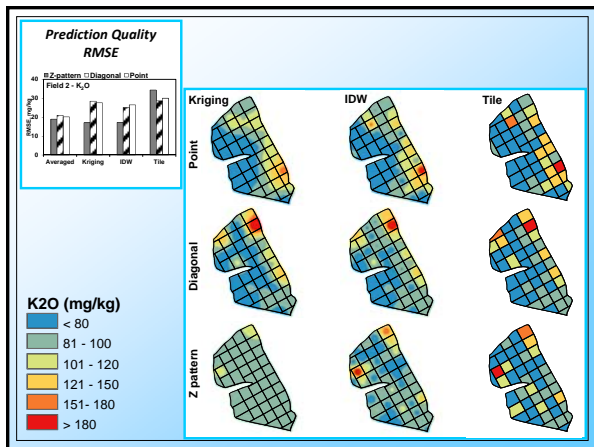 Prediction Quality
RMSE
Z-pattern Diagonal Point
Field 2 - K2O
RMSE, mg/kg
40
30
20
10
0
Averaged Kriging IDW Tile
Kriging IDW Tile
Point
Diagonal
Z pattern
K2O (mg/kg)
< 80
81 - 100
101 - 120
121 - 150
151- 180
> 180